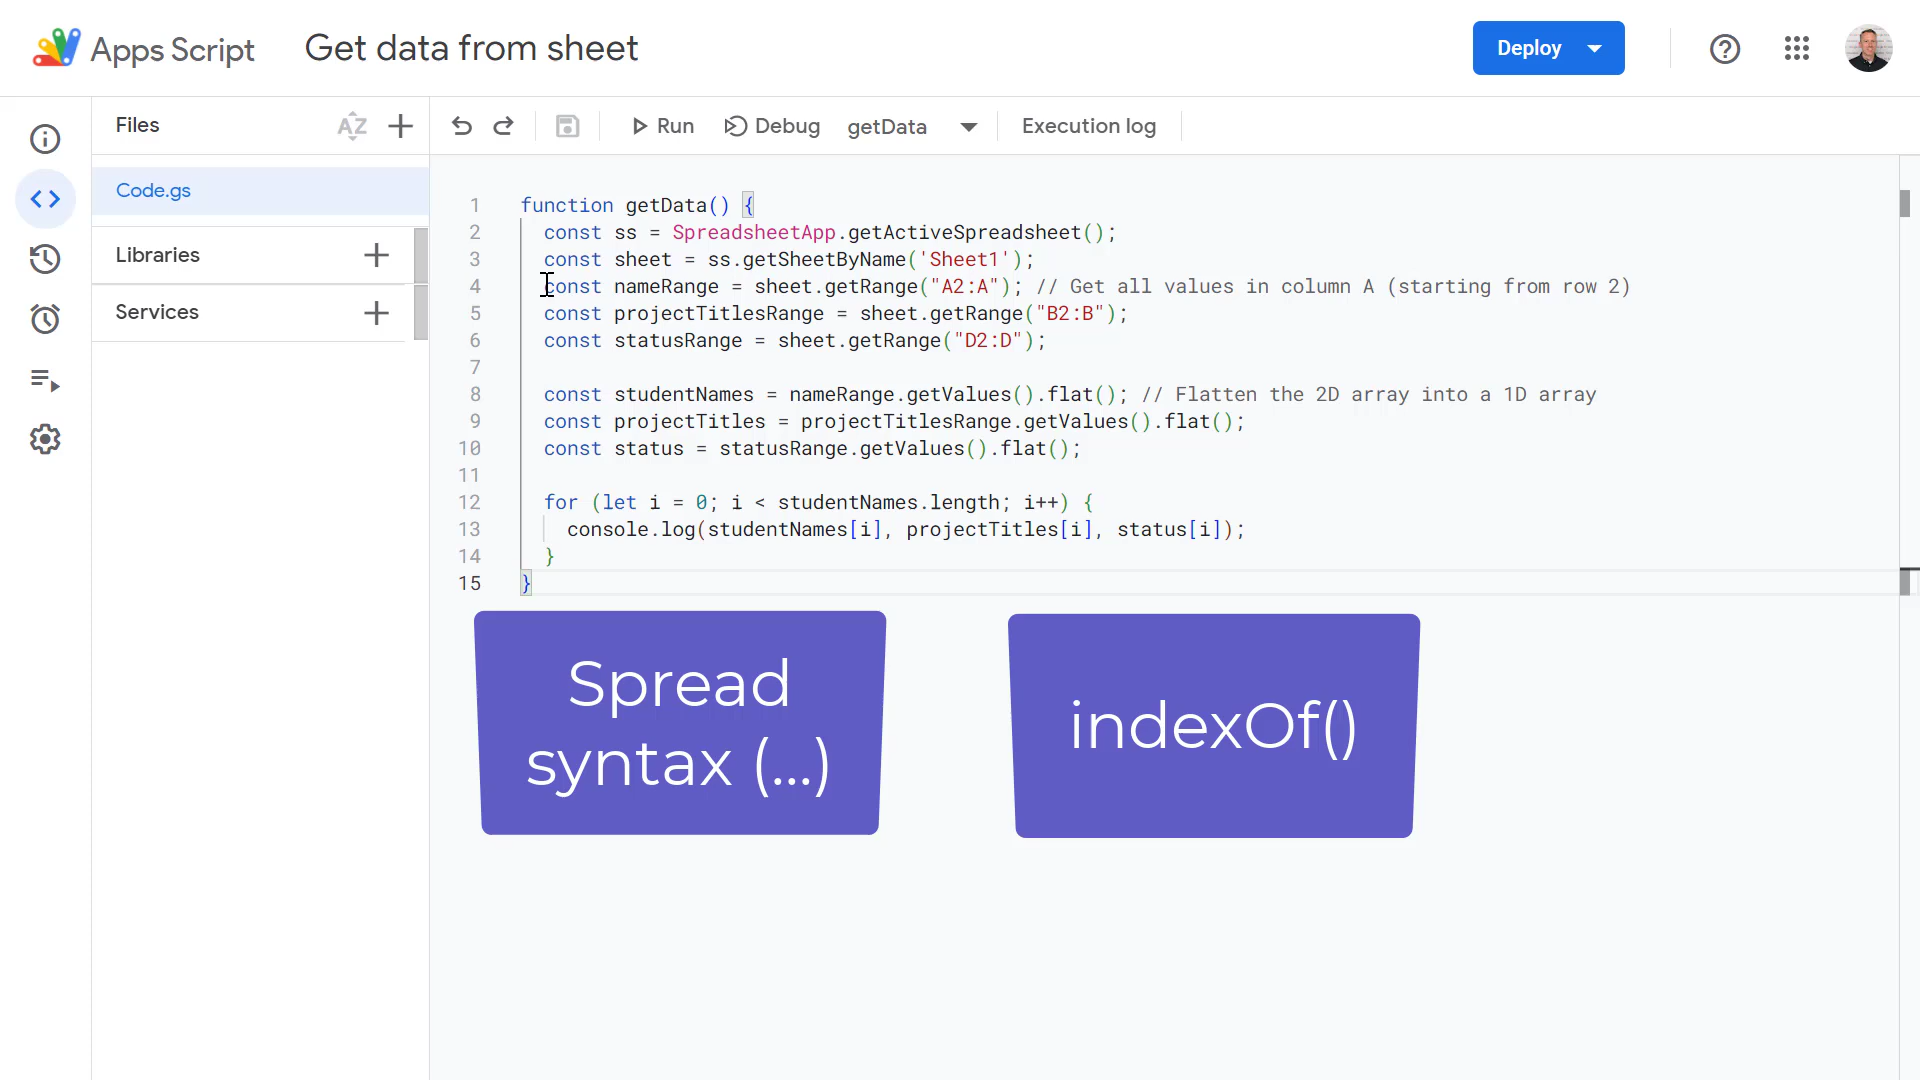 Apps Script
Get data from sheet
Deploy
Files
AZ
Run
Debug
getData
Execution log
Code.gs
Libraries
Services
1 function getData() {
2 const ss = SpreadsheetApp.getActiveSpreadsheet();
3 const sheet = ss.getSheetByName('Sheet1');
4 const nameRange = sheet.getRange("A2:A"); // Get all values in column A (starting from row 2)
5 const projectTitlesRange = sheet.getRange("B2:B");
6 const statusRange = sheet.getRange("D2:D");
7
8 const studentNames = nameRange.getValues().flat(); // Flatten the 2D array into a 1D array
9 const projectTitles = projectTitlesRange.getValues().flat();
10 const status = statusRange.getValues().flat();
11
12 for (let i = 0; i < studentNames.length; i++) {
13 console.log(studentNames[i], projectTitles[i], status[i]);
14 }
15 }
Spread
syntax (...)
indexOf()